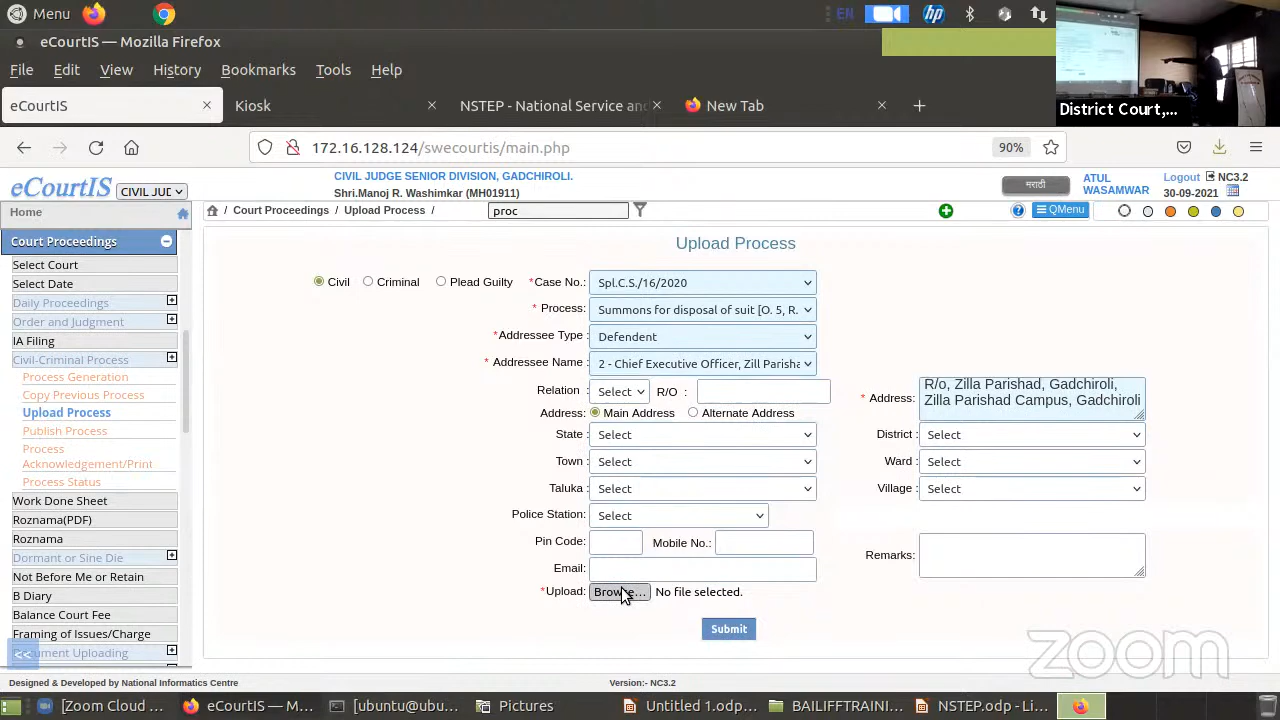 Menu
EN
hp
eCourtIS — Mozilla Firefox
File Edit View History Bookmarks Tools Help
eCourtIS × Kiosk × NSTEP - National Service and × New Tab × +
District Court,...
172.16.128.124/swecourtis/main.php 90%
eCourtIS CIVIL JUD
CIVIL JUDGE SENIOR DIVISION, GADCHIROLI.
Shri.Manoj R. Washimkar (MH01911)
मराठी
ATUL WASAMWAR
Logout NC3.2
30-09-2021
Home
/ Court Proceedings / Upload Process / proc
QMenu
Court Proceedings
Select Court
Select Date
Daily Proceedings
Order and Judgment
IA Filing
Civil-Criminal Process
Process Generation
Copy Previous Process
Upload Process
Publish Process
Process
Acknowledgement/Print
Process Status
Work Done Sheet
Roznama(PDF)
Roznama
Dormant or Sine Die
Not Before Me or Retain
B Diary
Balance Court Fee
Framing of Issues/Charge
Document Uploading
<<
Upload Process
Civil Criminal Plead Guilty *Case No.: Spl.C.S./16/2020
* Process: Summons for disposal of suit [O. 5, R.
*Addressee Type : Defendent
* Addressee Name : 2 - Chief Executive Officer, Zill Parisha
Relation : Select R/O :
* Address: R/o, Zilla Parishad, Gadchiroli,
Zilla Parishad Campus, Gadchiroli
Address: Main Address Alternate Address
State : Select District : Select
Town : Select Ward : Select
Taluka : Select Village : Select
Police Station : Select
Pin Code: Mobile No.: Remarks:
Email:
*Upload: Browse... No file selected.
Submit
zoom
Designed & Developed by National Informatics Centre Version:- NC3.2
[Zoom Cloud ... eCourtIS — M... [ubuntu@ubu... Pictures Untitled 1.odp... BAILIFFTRAINI... NSTEP.odp - Li...